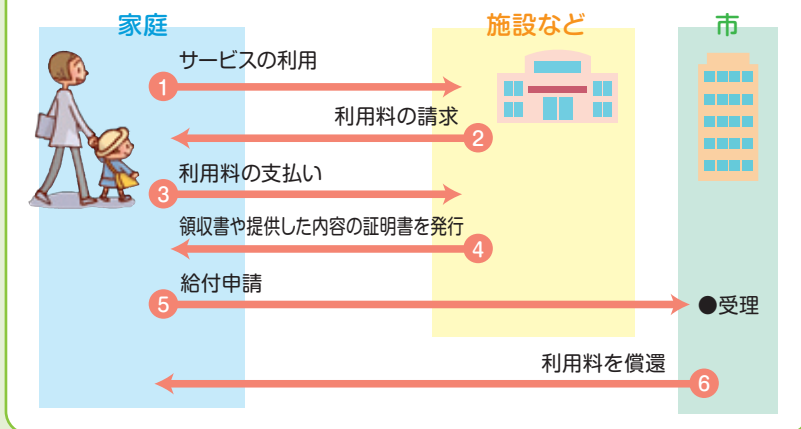 家庭
施設など
市
サービスの利用
1
利用料の請求
2
利用料の支払い
3
領収書や提供した内容の証明書を発行
4
給付申請
5
●受理
利用料を償還
6